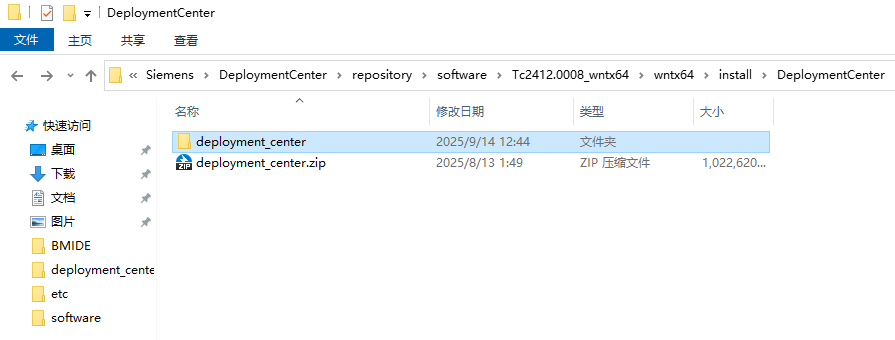 DeploymentCenter
文件 主页 共享 查看
« Siemens › DeploymentCenter › repository › software › Tc2412.0008_wntx64 › wntx64 › install › DeploymentCenter
名称 修改日期 类型 大小
快速访问
桌面
下载
文档
图片
BMIDE
deployment_cente
etc
software
deployment_center 2025/9/14 12:44 文件夹
deployment_center.zip 2025/8/13 1:49 ZIP 压缩文件 1,022,620...